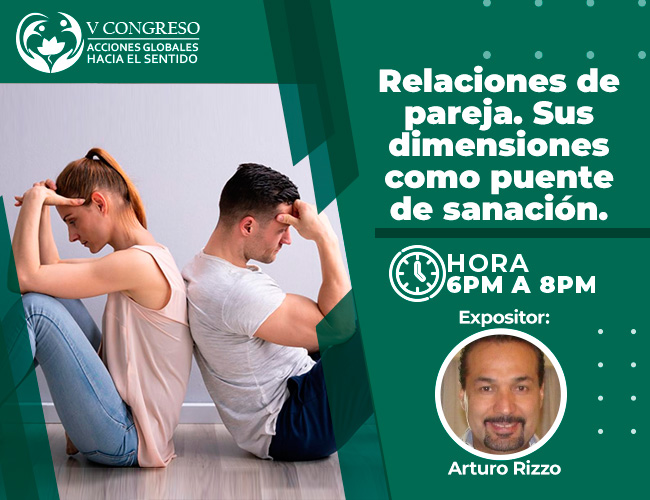 V CONGRESO
ACCIONES GLOBALES
HACIA EL SENTIDO
Relaciones de
pareja. Sus
dimensiones
como puente
de sanación.
HORA
6PM A 8PM
Expositor:
Arturo Rizzo